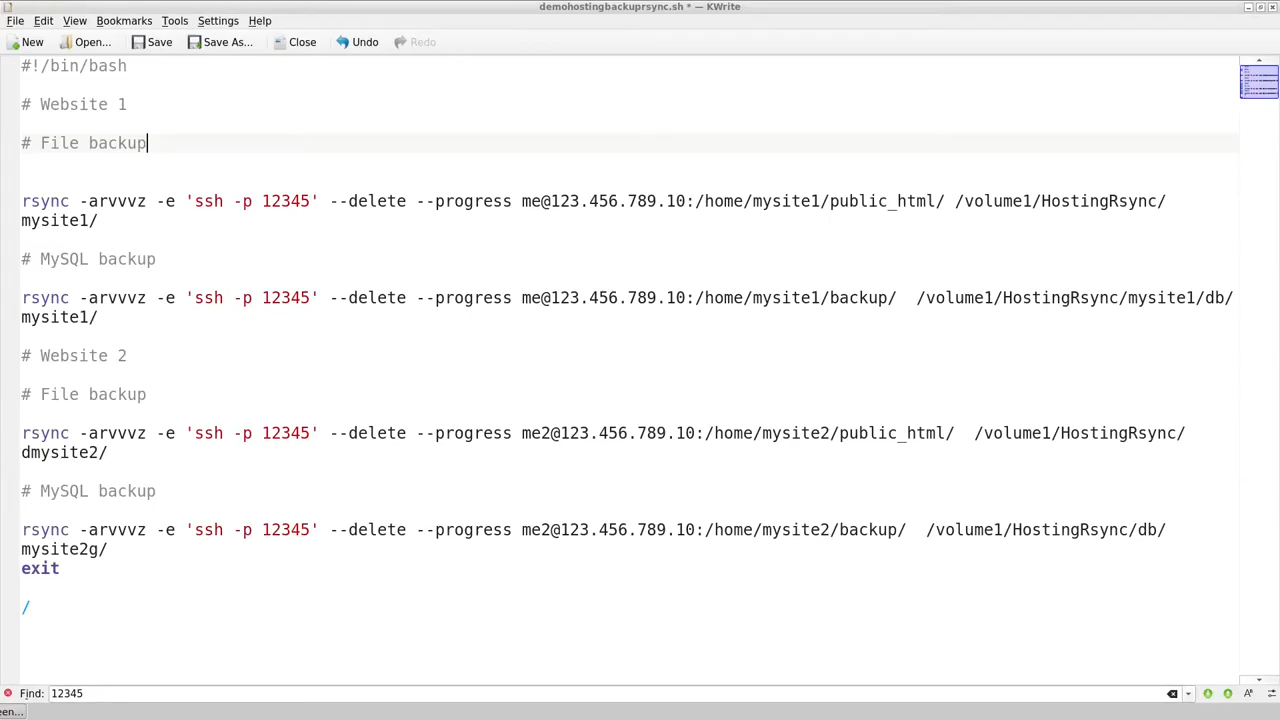 demohostingbackuprsync.sh * — KWrite
File Edit View Bookmarks Tools Settings Help
New Open... Save Save As... Close Undo Redo
#!/bin/bash
# Website 1
# File backup
rsync -arvvvz -e 'ssh -p 12345' --delete --progress me@123.456.789.10:/home/mysite1/public_html/ /volume1/HostingRsync/
mysite1/
# MySQL backup
rsync -arvvvz -e 'ssh -p 12345' --delete --progress me@123.456.789.10:/home/mysite1/backup/  /volume1/HostingRsync/mysite1/db/
mysite1/
# Website 2
# File backup
rsync -arvvvz -e 'ssh -p 12345' --delete --progress me2@123.456.789.10:/home/mysite2/public_html/  /volume1/HostingRsync/
dmysite2/
# MySQL backup
rsync -arvvvz -e 'ssh -p 12345' --delete --progress me2@123.456.789.10:/home/mysite2/backup/  /volume1/HostingRsync/db/
mysite2g/
exit
/
Find: 12345
een...